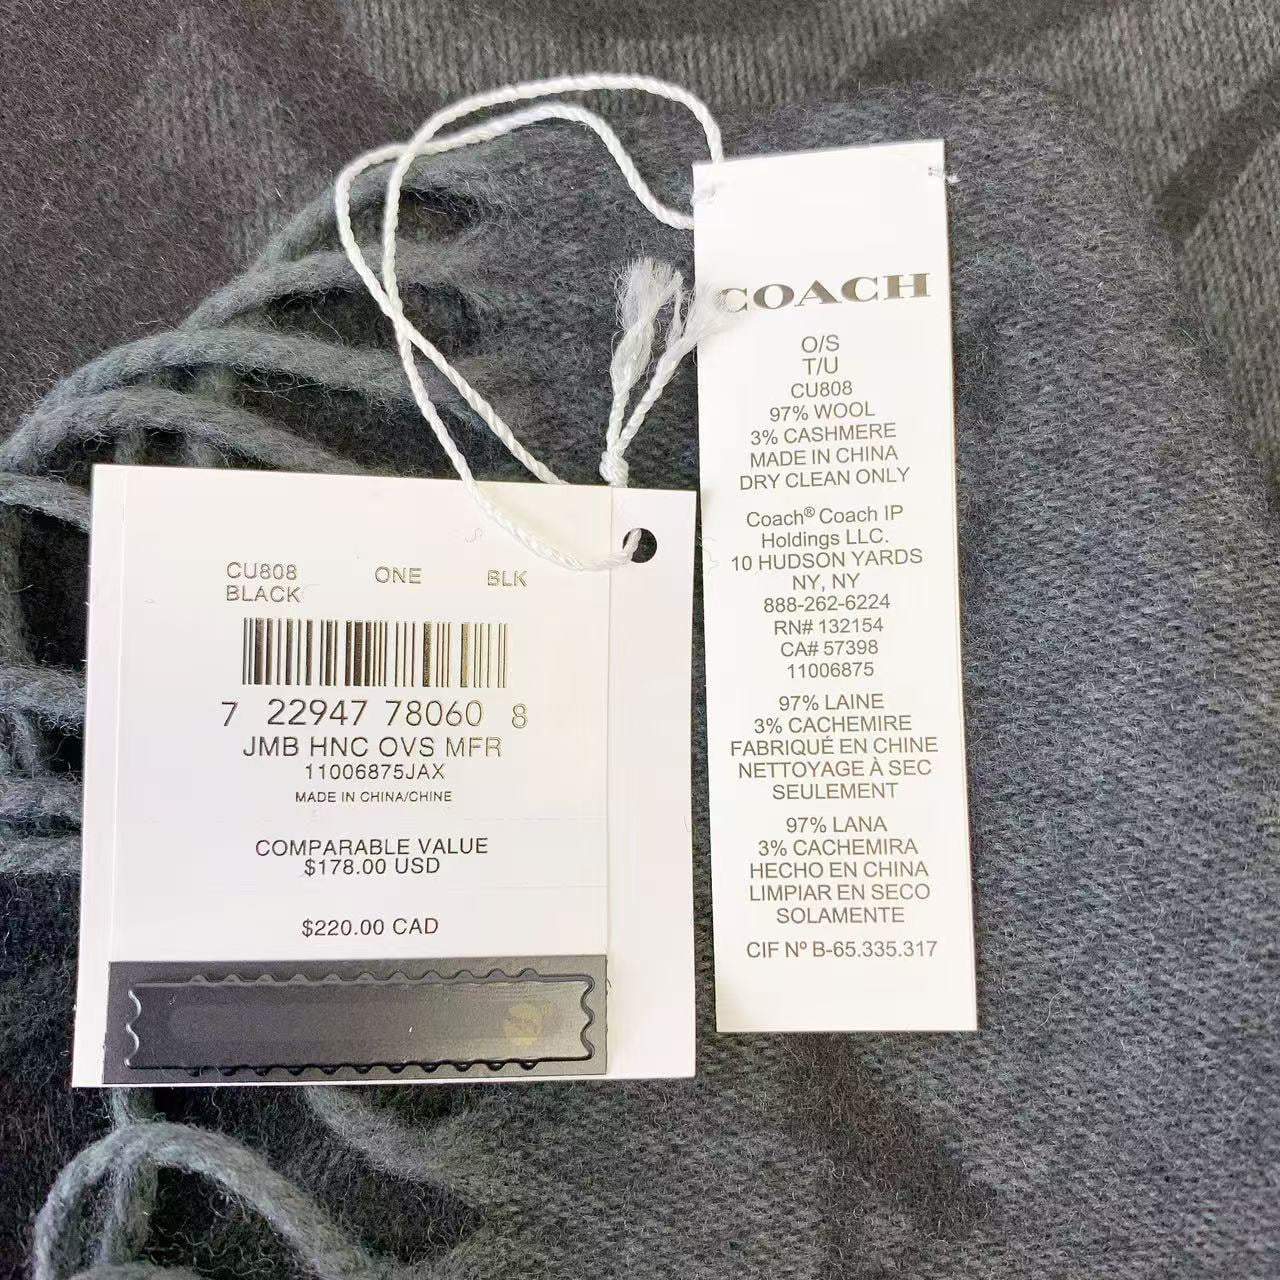 COACH
O/S
T/U
CU808
97% WOOL
3% CASHMERE
MADE IN CHINA
DRY CLEAN ONLY
Coach® Coach IP
Holdings LLC.
10 HUDSON YARDS
NY, NY
888-262-6224
RN# 132154
CA# 57398
11006875
97% LAINE
3% CACHEMIRE
FABRIQUÉ EN CHINE
NETTOYAGE À SEC
SEULEMENT
97% LANA
3% CACHEMIRA
HECHO EN CHINA
LIMPIAR EN SECO
SOLAMENTE
CIF Nº B-65.335.317
CU808 ONE BLK
BLACK
7 22947 78060 8
JMB HNC OVS MFR
11006875JAX
MADE IN CHINA/CHINE
COMPARABLE VALUE
$178.00 USD
$220.00 CAD